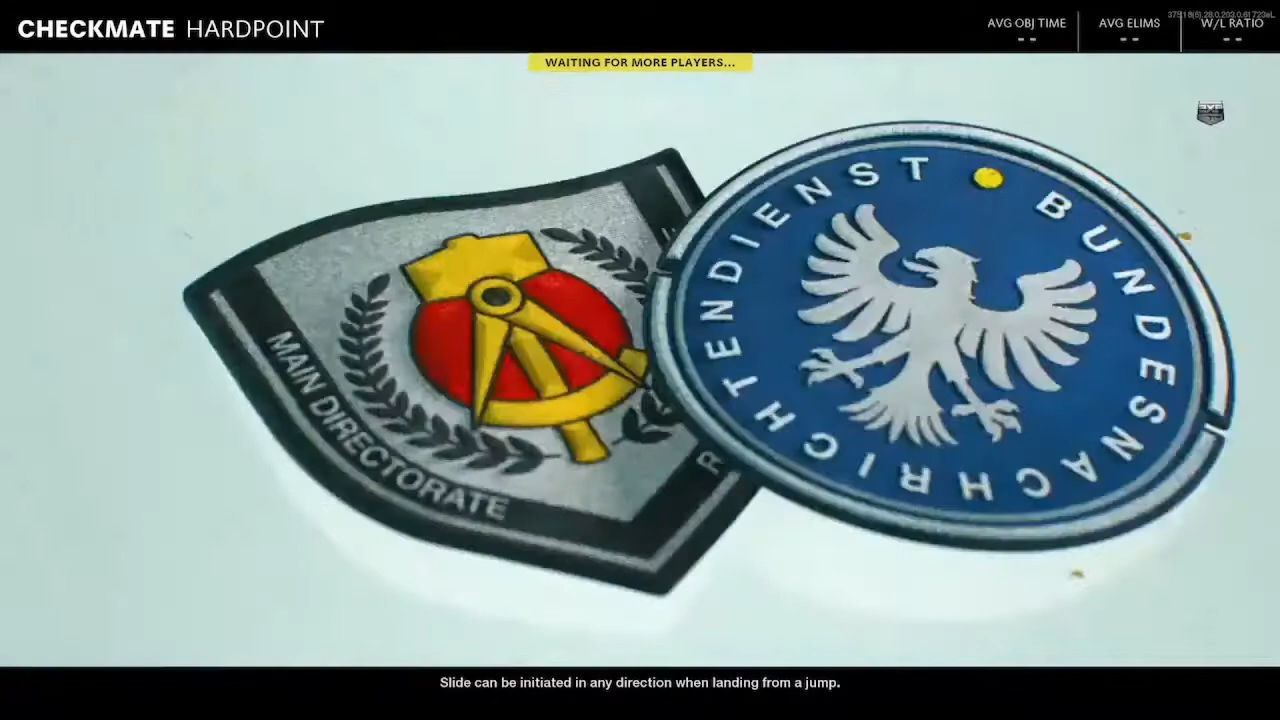 CHECKMATE HARDPOINT
AVG OBJ TIME
--
AVG ELIMS
--
W/L RATIO
--
WAITING FOR MORE PLAYERS...
MAIN DIRECTORATE
R
BUNDESNACHRICHTENDIENST
Slide can be initiated in any direction when landing from a jump.